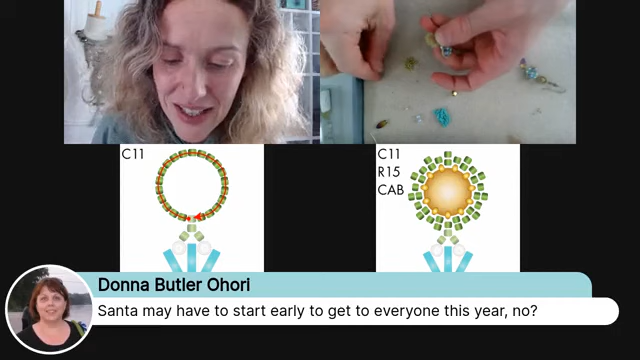 C11
C11
R15
CAB
Donna Butler Ohori
Santa may have to start early to get to everyone this year, no?